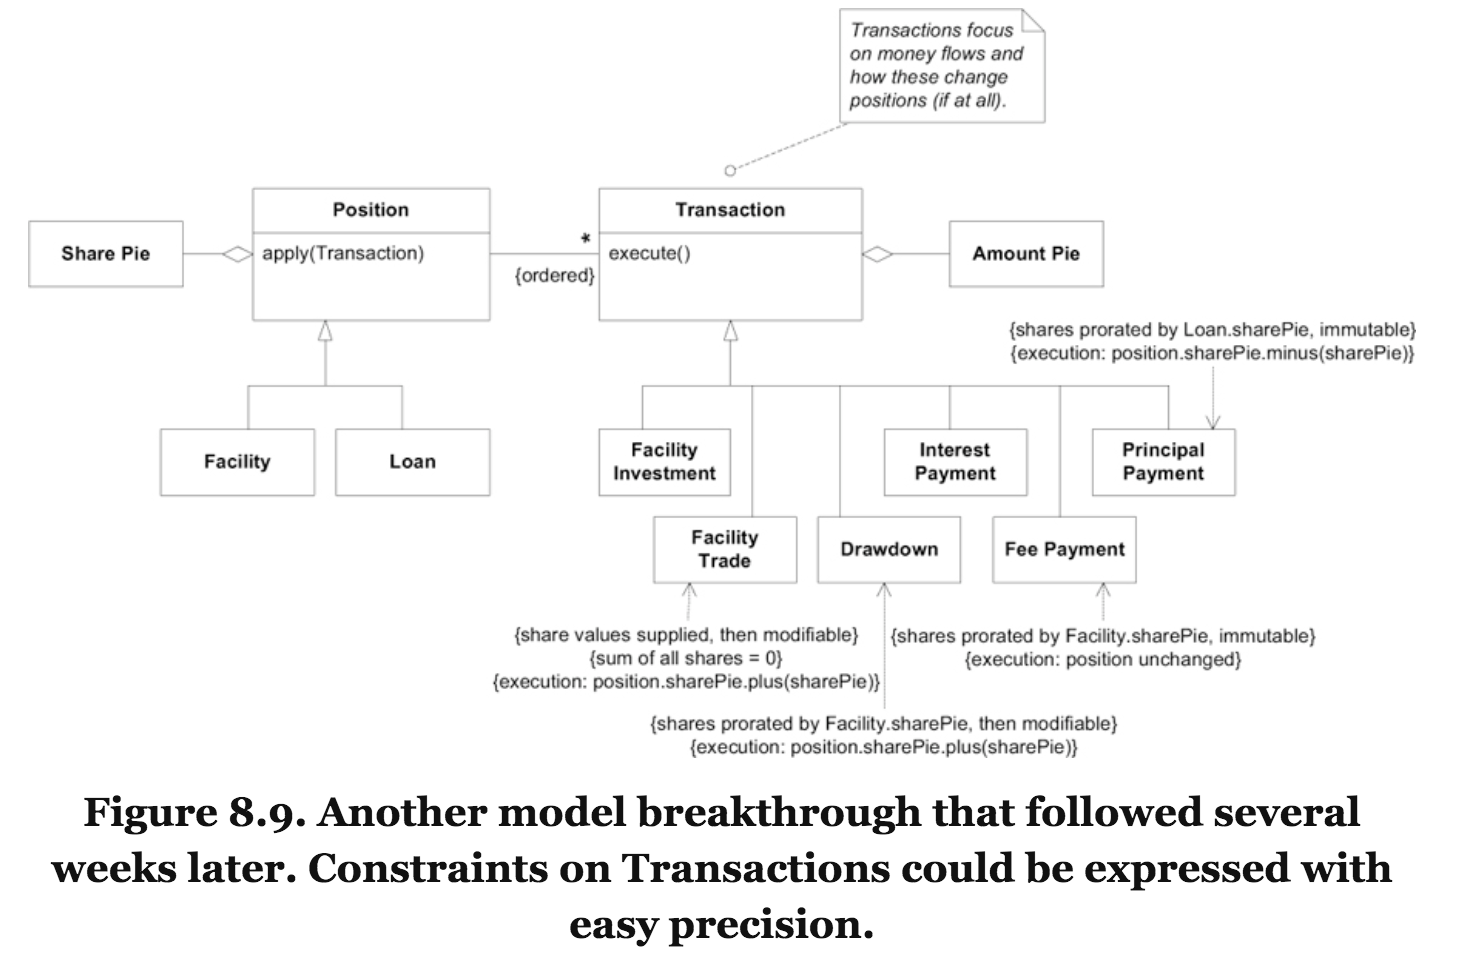 Transactions focus
on money flows and
how these change
positions (if at all).
Position
Transaction
Share Pie
apply(Transaction)
*
{ordered}
execute()
Amount Pie
{shares prorated by Loan.sharePie, immutable}
{execution: position.sharePie.minus(sharePie)}
Facility
Loan
Facility
Investment
Interest
Payment
Principal
Payment
Facility
Trade
Drawdown
Fee Payment
{share values supplied, then modifiable}
{sum of all shares = 0}
{execution: position.sharePie.plus(sharePie)}
{shares prorated by Facility.sharePie, immutable}
{execution: position unchanged}
{shares prorated by Facility.sharePie, then modifiable}
{execution: position.sharePie.plus(sharePie)}
Figure 8.9. Another model breakthrough that followed several
weeks later. Constraints on Transactions could be expressed with
easy precision.